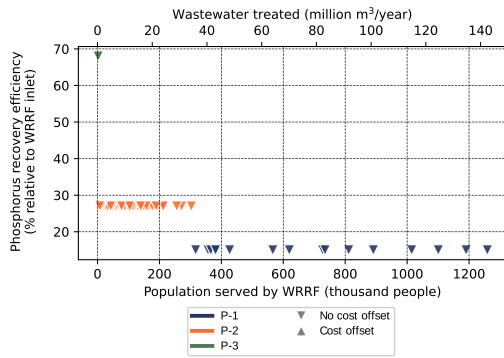 Wastewater treated (million m³/year)
0 20 40 60 80 100 120 140
Phosphorus recovery efficiency
(% relative to WRRF inlet)
70
60
50
40
30
20
0 200 400 600 800 1000 1200
Population served by WRRF (thousand people)
P-1 No cost offset
P-2 Cost offset
P-3